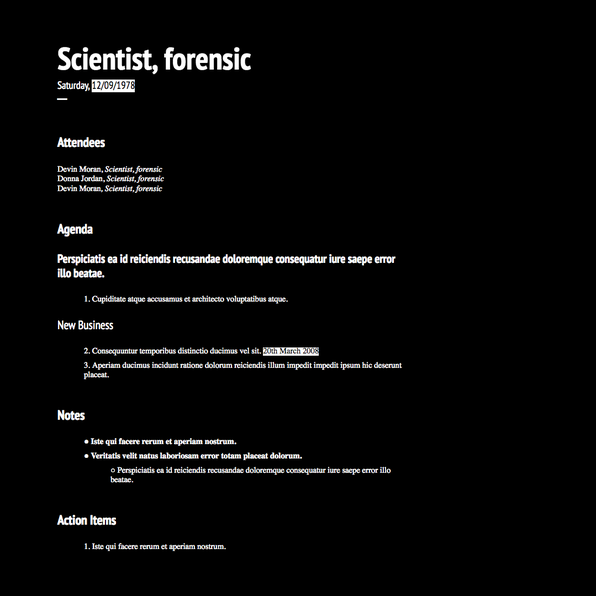 Scientist, forensic
Saturday, 12/09/1978
Attendees
Devin Moran, Scientist, forensic
Donna Jordan, Scientist, forensic
Devin Moran, Scientist, forensic
Agenda
Perspiciatis ea id reiciendis recusandae doloremque consequatur iure saepe error
illo beatae.
1. Cupiditate atque accusamus et architecto voluptatibus atque.
New Business
2. Consequuntur temporibus distinctio ducimus vel sit. 20th March 2008
3. Aperiam ducimus incidunt ratione dolorum reiciendis illum impedit impedit ipsum hic deserunt
placeat.
Notes
● Iste qui facere rerum et aperiam nostrum.
● Veritatis velit natus laboriosam error totam placeat dolorum.
○ Perspiciatis ea id reiciendis recusandae doloremque consequatur iure saepe error illo
beatae.
Action Items
1. Iste qui facere rerum et aperiam nostrum.